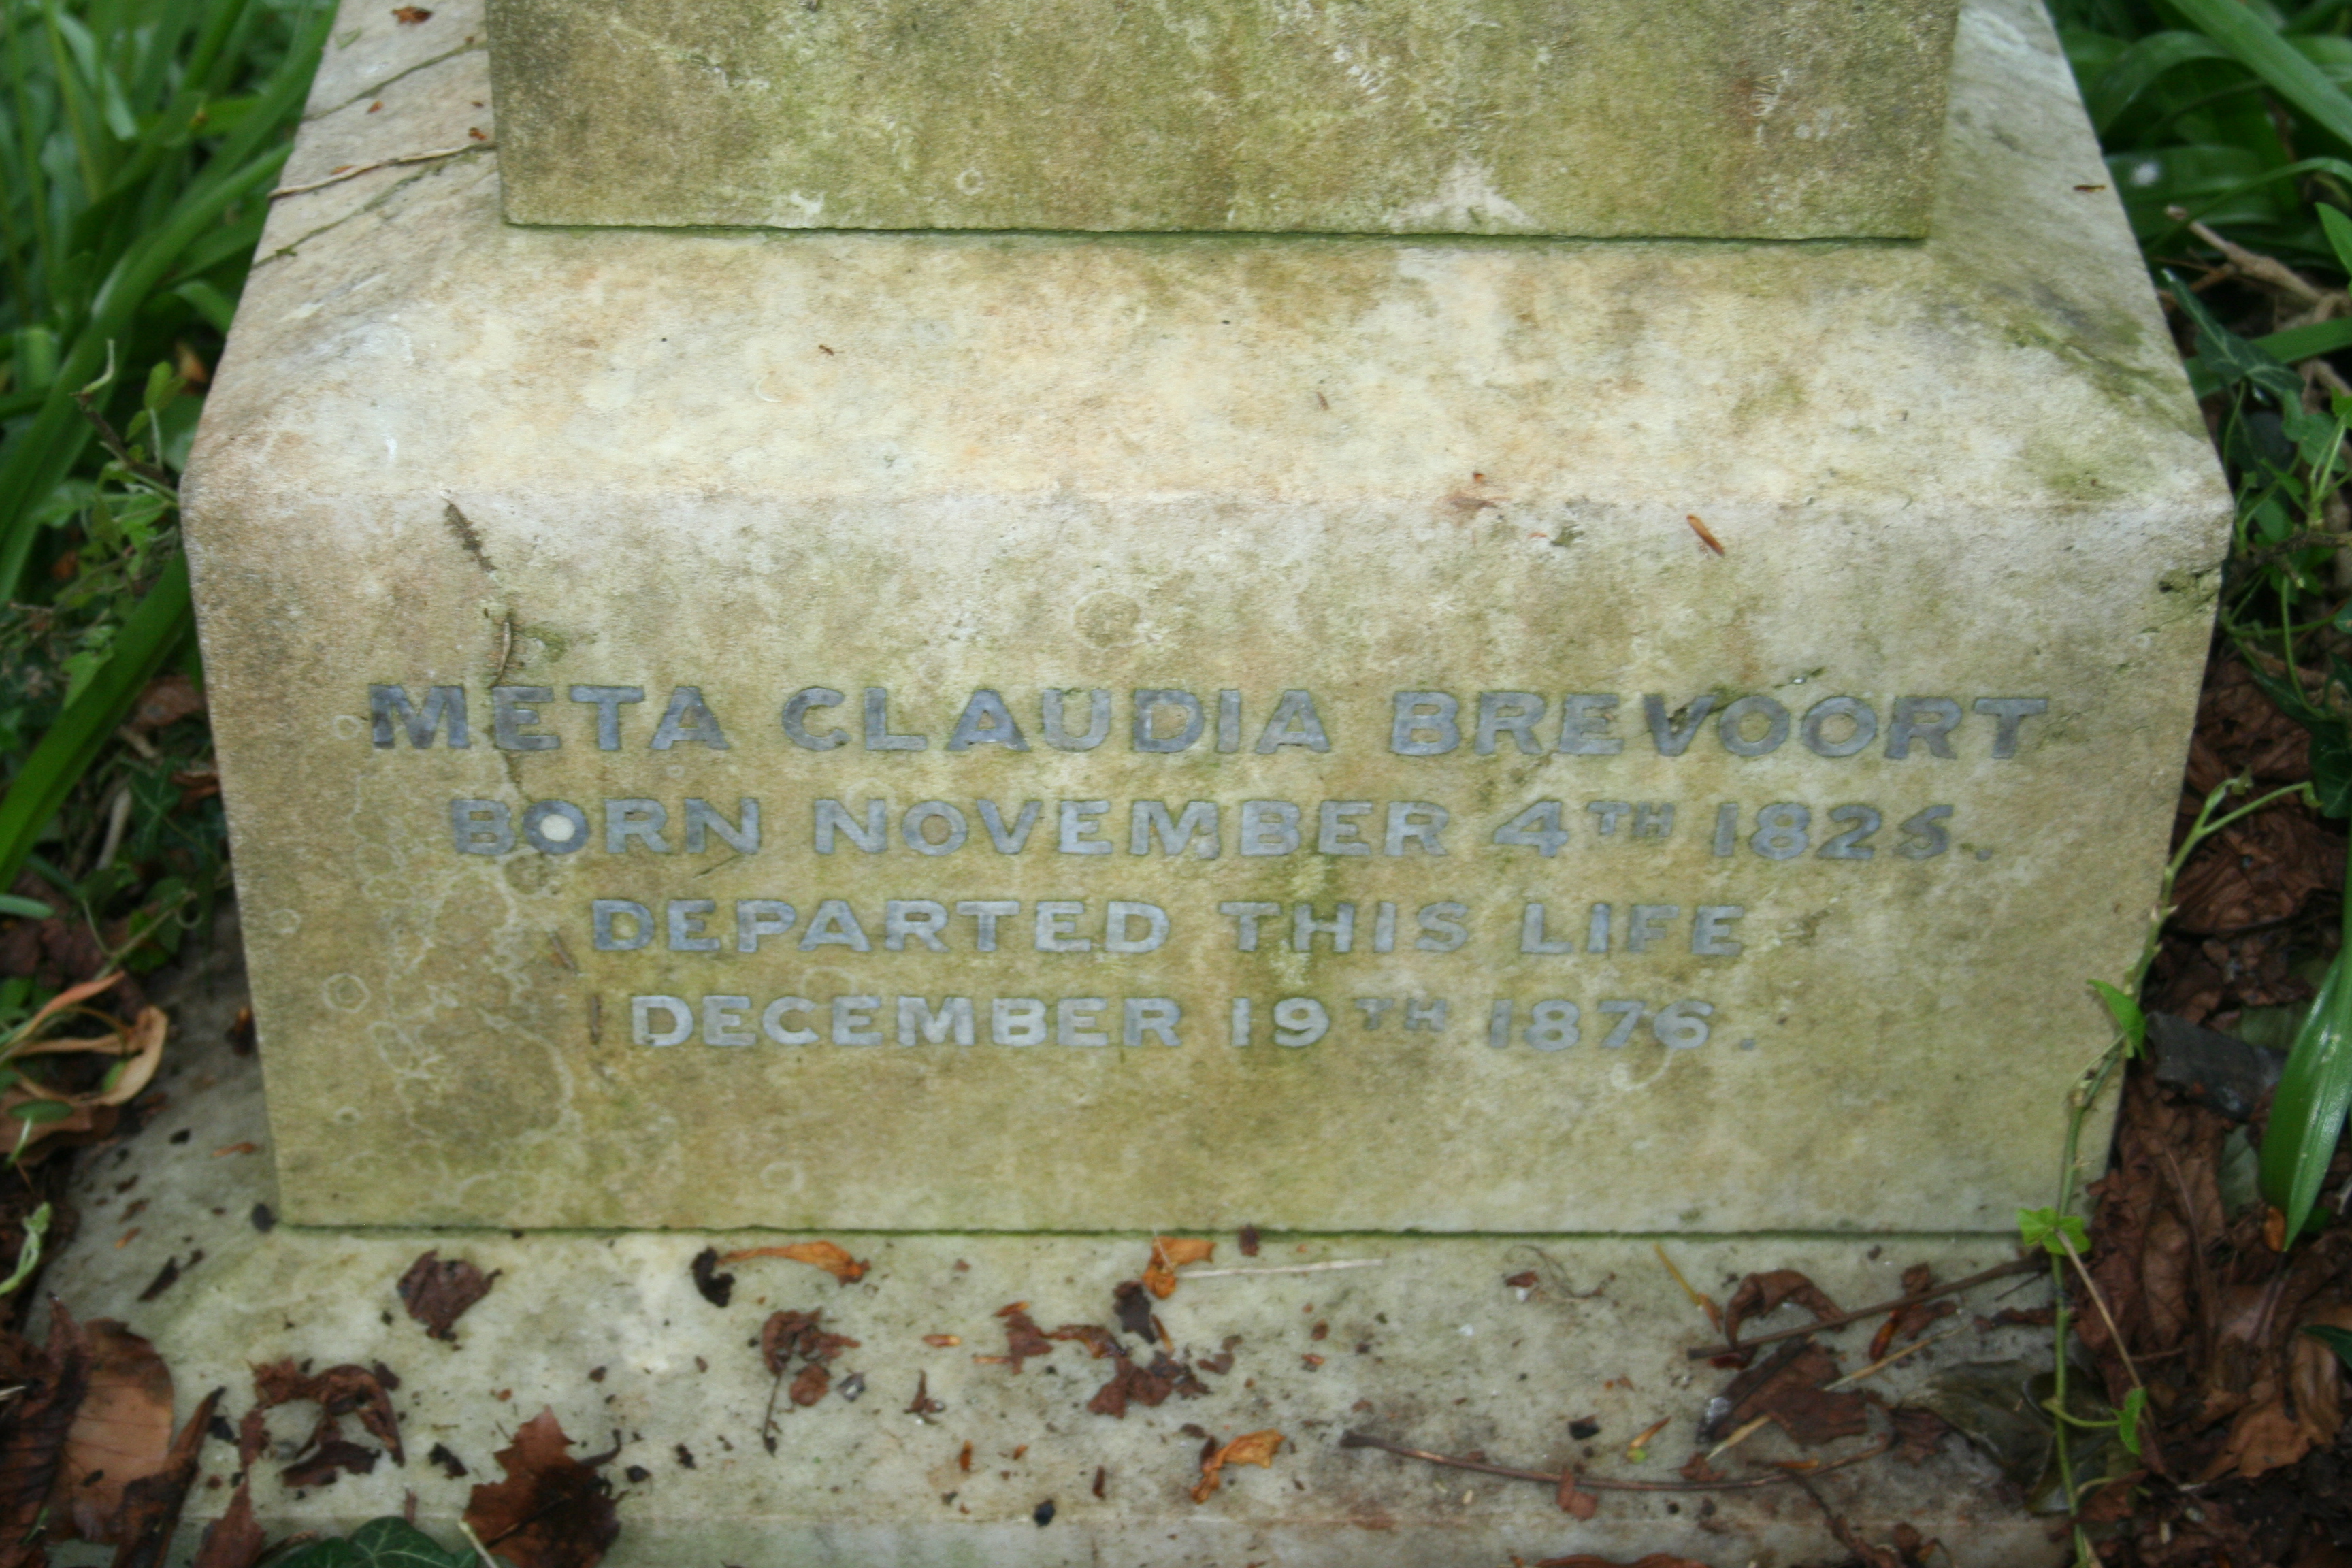 META CLAUDIA BREVOORT
BORN NOVEMBER 4TH 1825.
DEPARTED THIS LIFE
DECEMBER 19TH 1876.